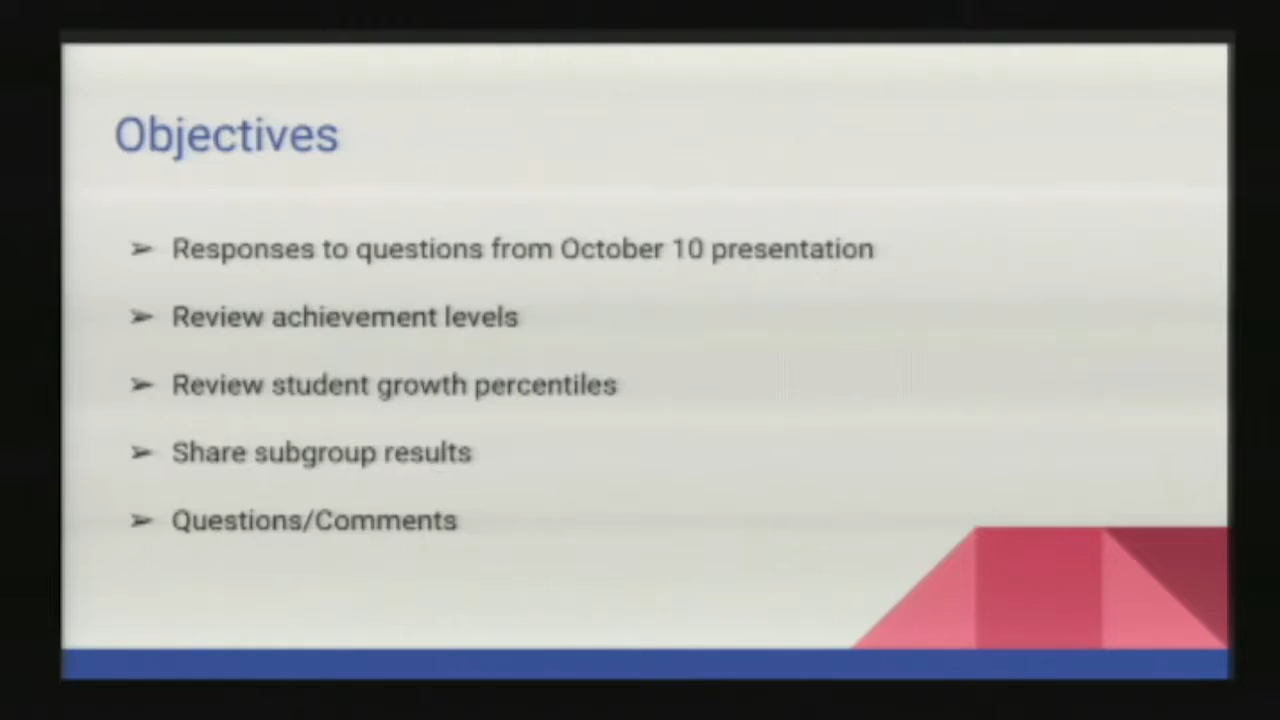 Objectives
➢ Responses to questions from October 10 presentation
➢ Review achievement levels
➢ Review student growth percentiles
➢ Share subgroup results
➢ Questions/Comments